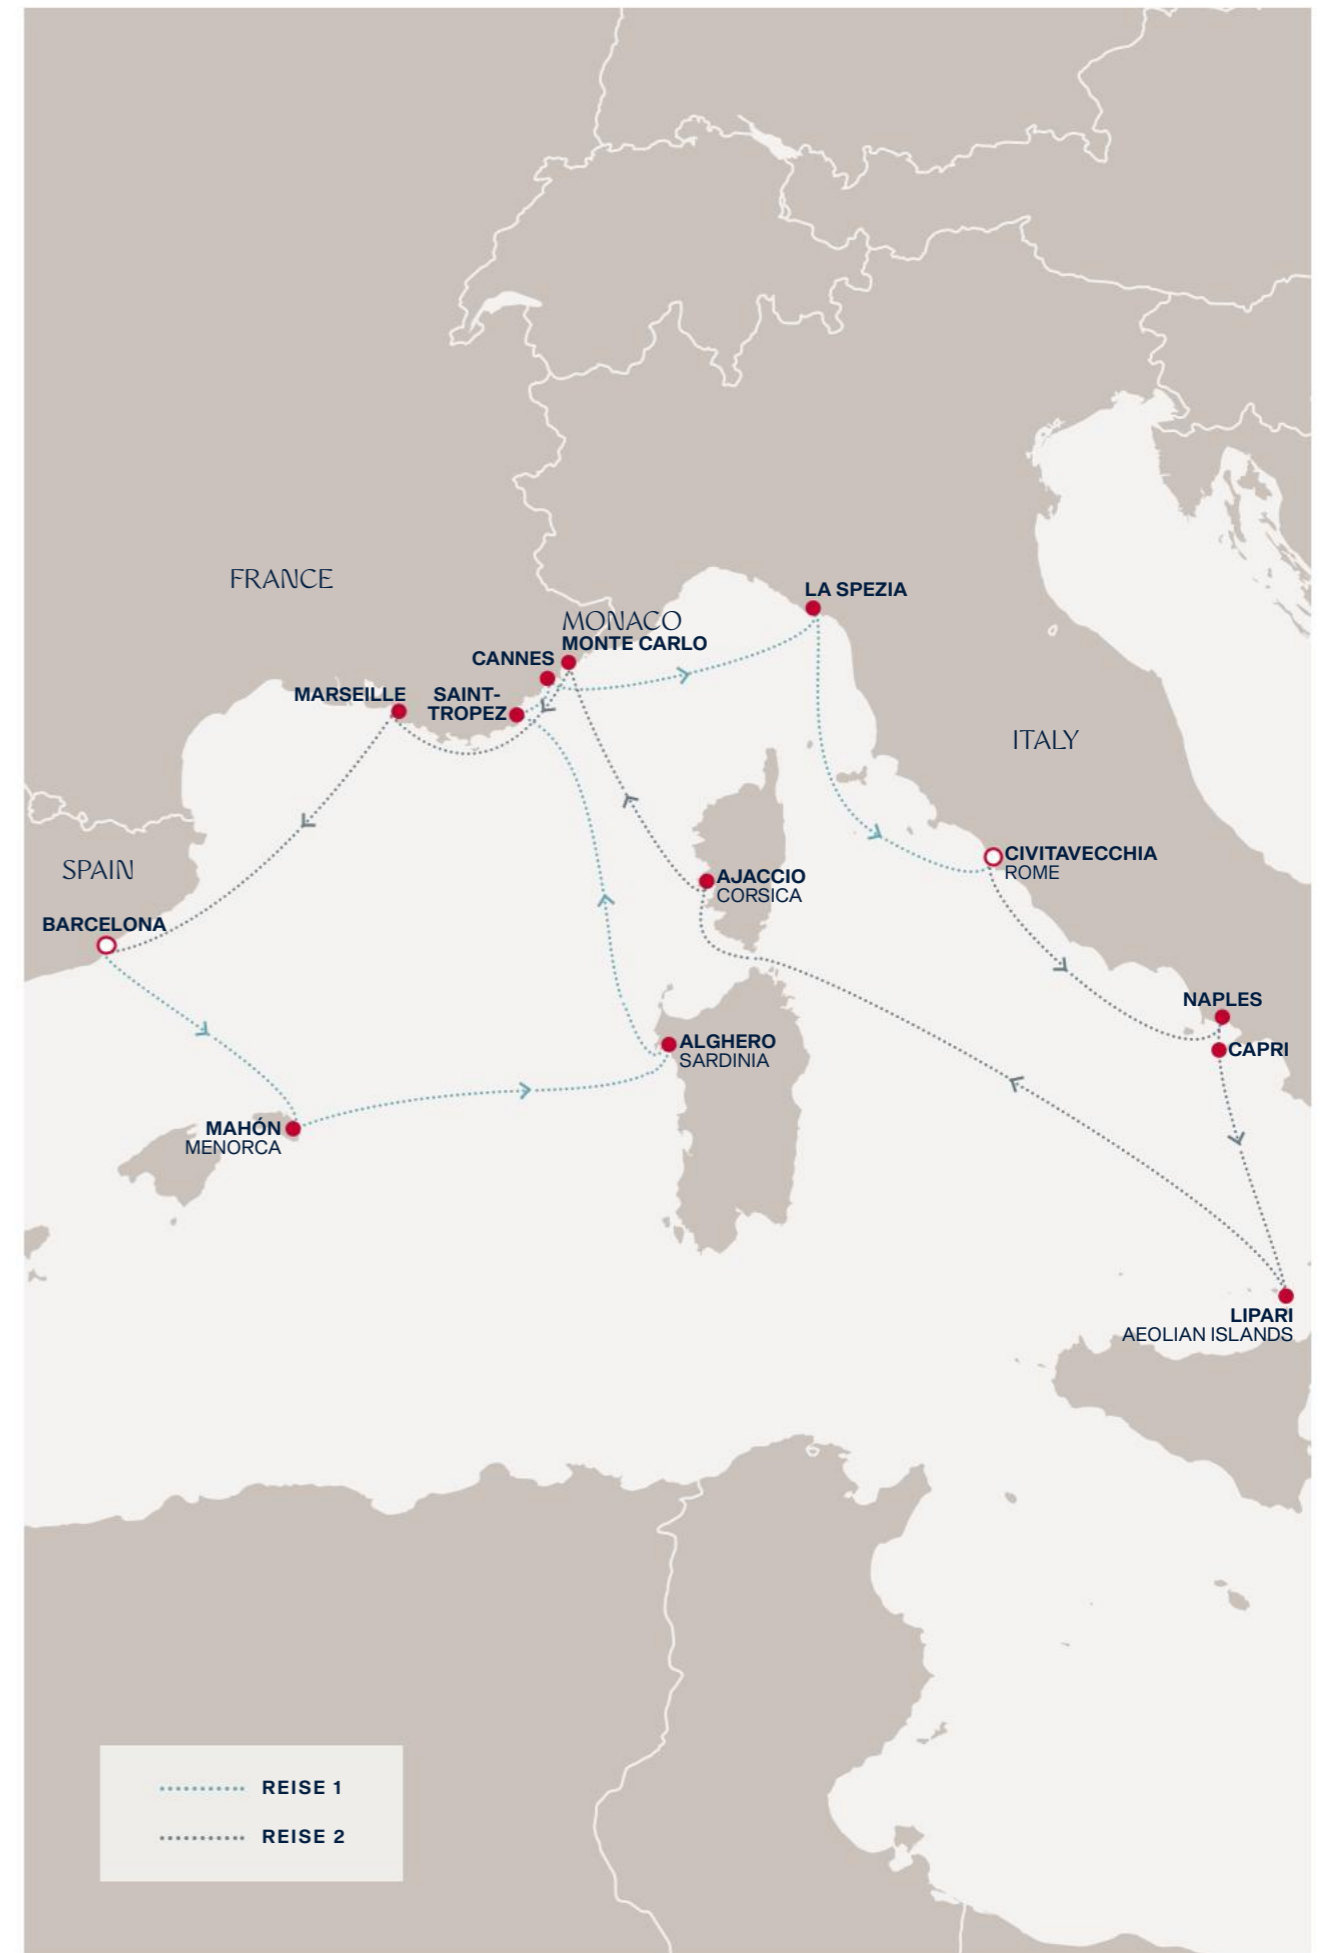 FRANCE
LA SPEZIA
MONACO
MONTE CARLO
CANNES
MARSEILLE
SAINT-
TROPEZ
ITALY
SPAIN
CIVITAVECCHIA
ROME
AJACCIO
CORSICA
BARCELONA
NAPLES
CAPRI
ALGHERO
SARDINIA
MAHÓN
MENORCA
LIPARI
AEOLIAN ISLANDS
REISE 1
REISE 2